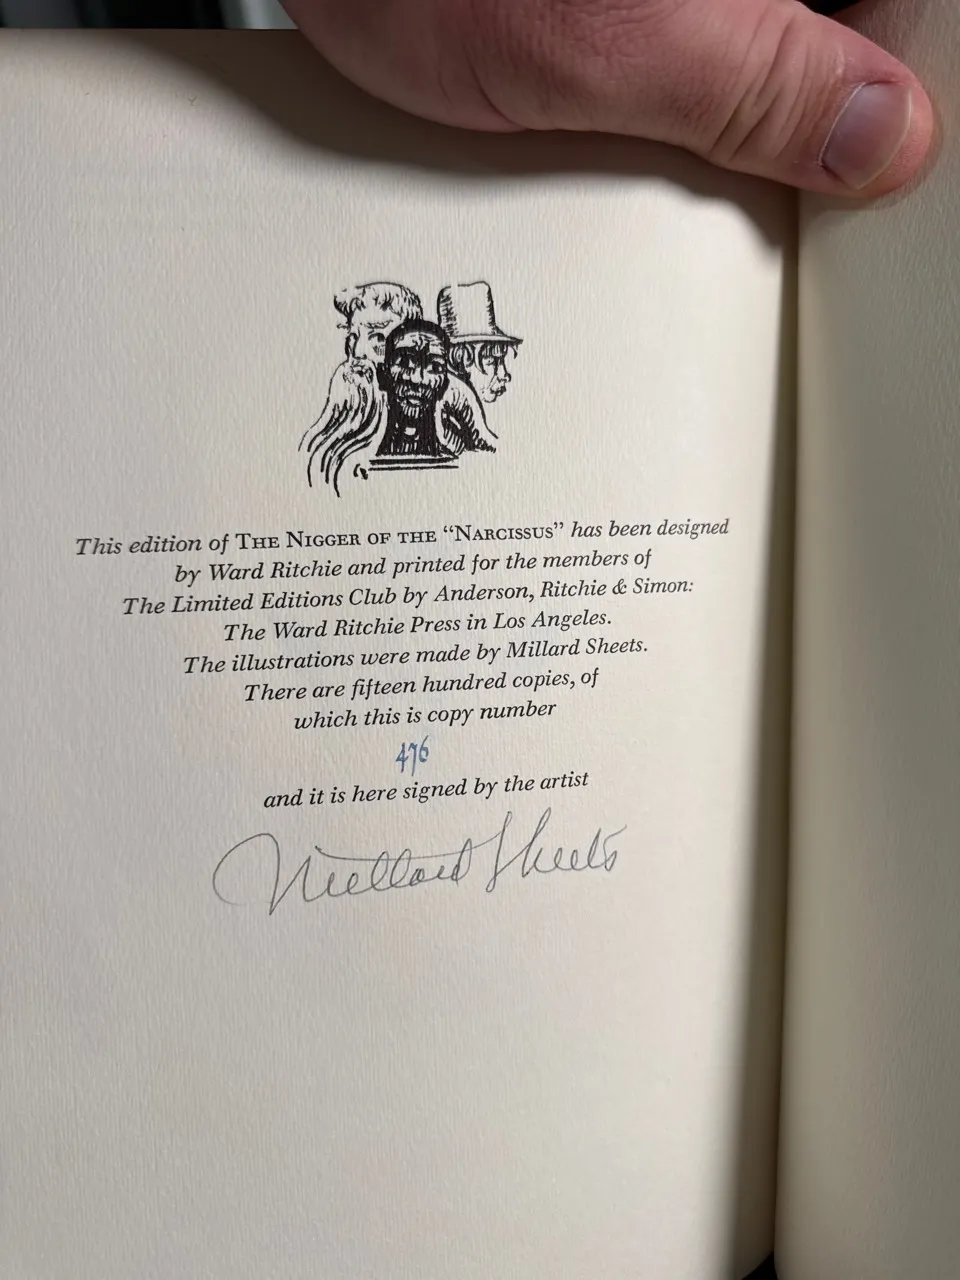 This edition of THE NIGGER OF THE “NARCISSUS” has been designed
by Ward Ritchie and printed for the members of
The Limited Editions Club by Anderson, Ritchie & Simon:
The Ward Ritchie Press in Los Angeles.
The illustrations were made by Millard Sheets.
There are fifteen hundred copies, of
which this is copy number
476
and it is here signed by the artist
Millard Sheets